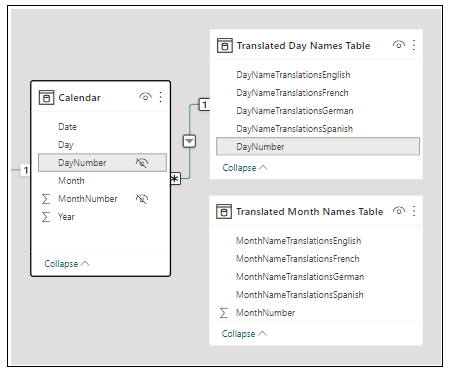 Calendar
Date
Day
DayNumber
Month
∑ MonthNumber
∑ Year
Collapse
1
*
1
Translated Day Names Table
DayNameTranslationsEnglish
DayNameTranslationsFrench
DayNameTranslationsGerman
DayNameTranslationsSpanish
DayNumber
Collapse
Translated Month Names Table
MonthNameTranslationsEnglish
MonthNameTranslationsFrench
MonthNameTranslationsGerman
MonthNameTranslationsSpanish
∑ MonthNumber
Collapse